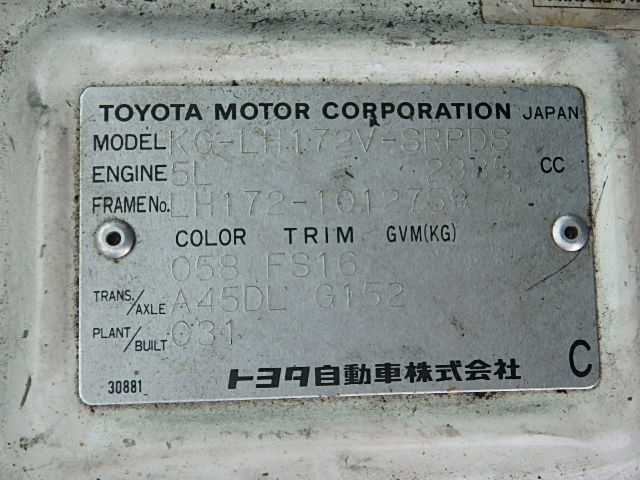 TOYOTA MOTOR CORPORATION JAPAN
MODEL KG-LH172V-SRPDS
ENGINE 5L 2985 CC
FRAME No. LH172-1012759
COLOR TRIM GVM(KG)
058 FS16
TRANS./AXLE A45DL G152
PLANT/BUILT C31
30881 トヨタ自動車株式会社 C